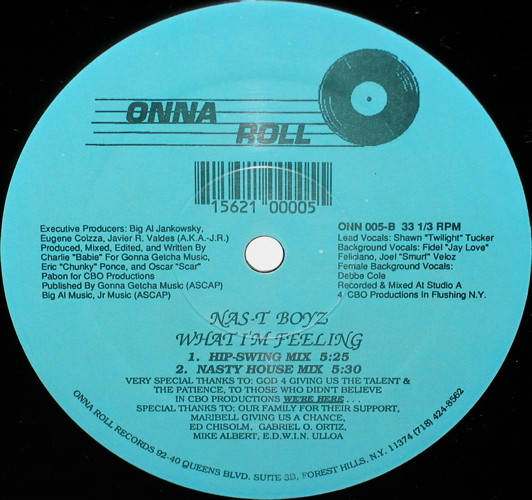 ONNA
ROLL
15621 00005
Executive Producers: Big Al Jankowsky,
Eugene Colzza, Javier R. Valdes (A.K.A.-J.R.)
Produced, Mixed, Edited, and Written By
Charlie "Babie" For Gonna Getcha Music,
Eric "Chunky" Ponce, and Oscar "Scar"
Pabon for CBO Productions
Published By Gonna Getcha Music (ASCAP)
Big Al Music, Jr Music (ASCAP)
ONN 005-B 33 1/3 RPM
Lead Vocals: Shawn "Twilight" Tucker
Background Vocals: Fidel "Jay Love"
Feliciano, Joel "Smurf" Veloz
Female Background Vocals:
Debbe Cole
Recorded & Mixed At Studio A
4 CBO Productions In Flushing N.Y.
NAS-T BOYZ
WHAT I'M FEELING
1. HIP-SWING MIX 5:25
2. NASTY HOUSE MIX 5:30
VERY SPECIAL THANKS TO: GOD 4 GIVING US THE TALENT &
THE PATIENCE, TO THOSE WHO DIDN'T BELIEVE
IN CBO PRODUCTIONS WE'RE HERE . . .
SPECIAL THANKS TO: OUR FAMILY FOR THEIR SUPPORT,
MARIBELL GIVING US A CHANCE,
ED CHISOLM, GABRIEL O. ORTIZ,
MIKE ALBERT, E.D.W.I.N. ULLOA
ONNA ROLL RECORDS 92-40 QUEENS BLVD. SUITE 3B, FOREST HILLS, N.Y. 11374 (718) 424-8562